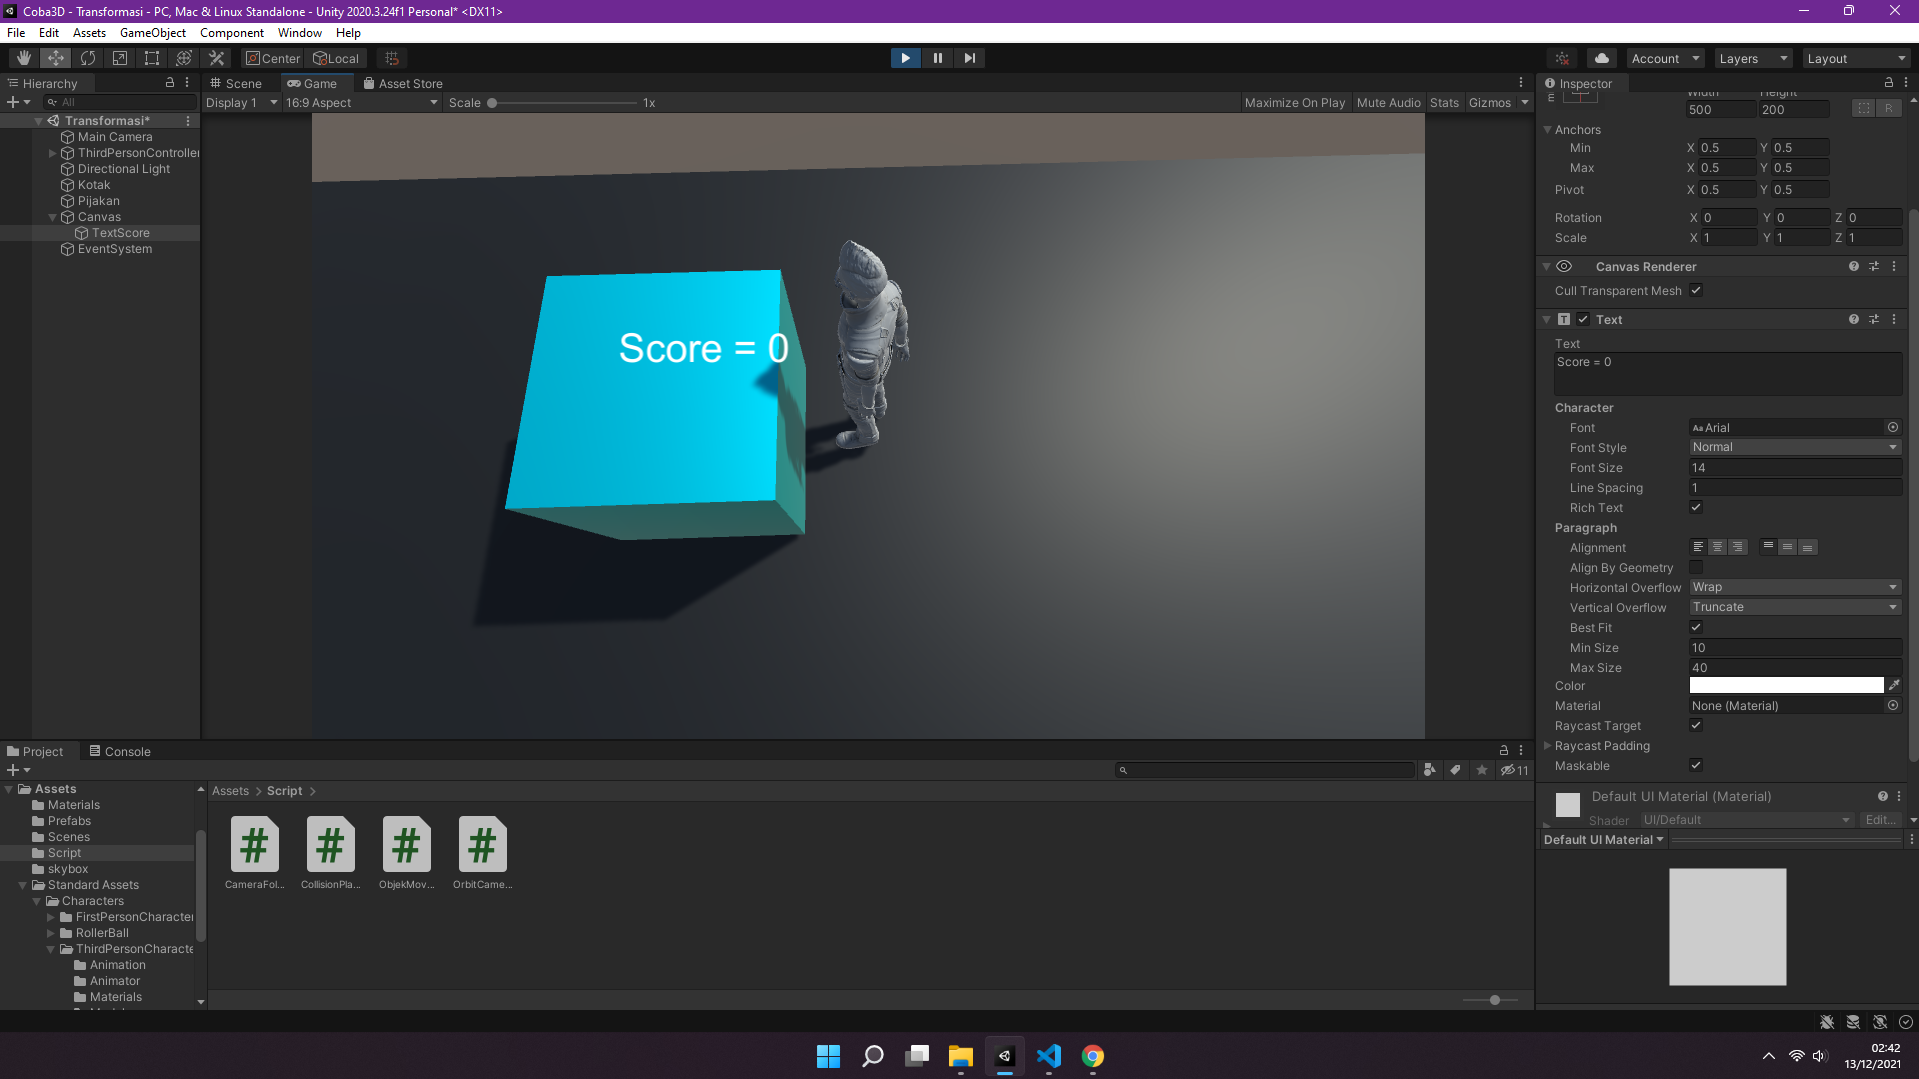 Coba3D - Transformasi - PC, Mac & Linux Standalone - Unity 2020.3.24f1 Personal* <DX11>
File Edit Assets GameObject Component Window Help
Center Local
Account Layers Layout
Hierarchy
All
Transformasi*
Main Camera
ThirdPersonController
Directional Light
Kotak
Pijakan
Canvas
TextScore
EventSystem
Scene Game Asset Store
Display 1 16:9 Aspect Scale 1x Maximize On Play Mute Audio Stats Gizmos
Score = 0
Inspector
Width Height
500 200
R
Anchors
Min X 0.5 Y 0.5
Max X 0.5 Y 0.5
Pivot X 0.5 Y 0.5
Rotation X 0 Y 0 Z 0
Scale X 1 Y 1 Z 1
Canvas Renderer
Cull Transparent Mesh
Text
Text
Score = 0
Character
Font Arial
Font Style Normal
Font Size 14
Line Spacing 1
Rich Text
Paragraph
Alignment
Align By Geometry
Horizontal Overflow Wrap
Vertical Overflow Truncate
Best Fit
Min Size 10
Max Size 40
Color
Material None (Material)
Raycast Target
Raycast Padding
Maskable
Default UI Material (Material)
Shader UI/Default Edit...
Default UI Material
Project Console
11
Assets
Materials
Prefabs
Scenes
Script
skybox
Standard Assets
Characters
FirstPersonCharacter
RollerBall
ThirdPersonCharacte
Animation
Animator
Materials
Assets > Script >
CameraFol... CollisionPla... ObjekMov... OrbitCame...
02:42
13/12/2021